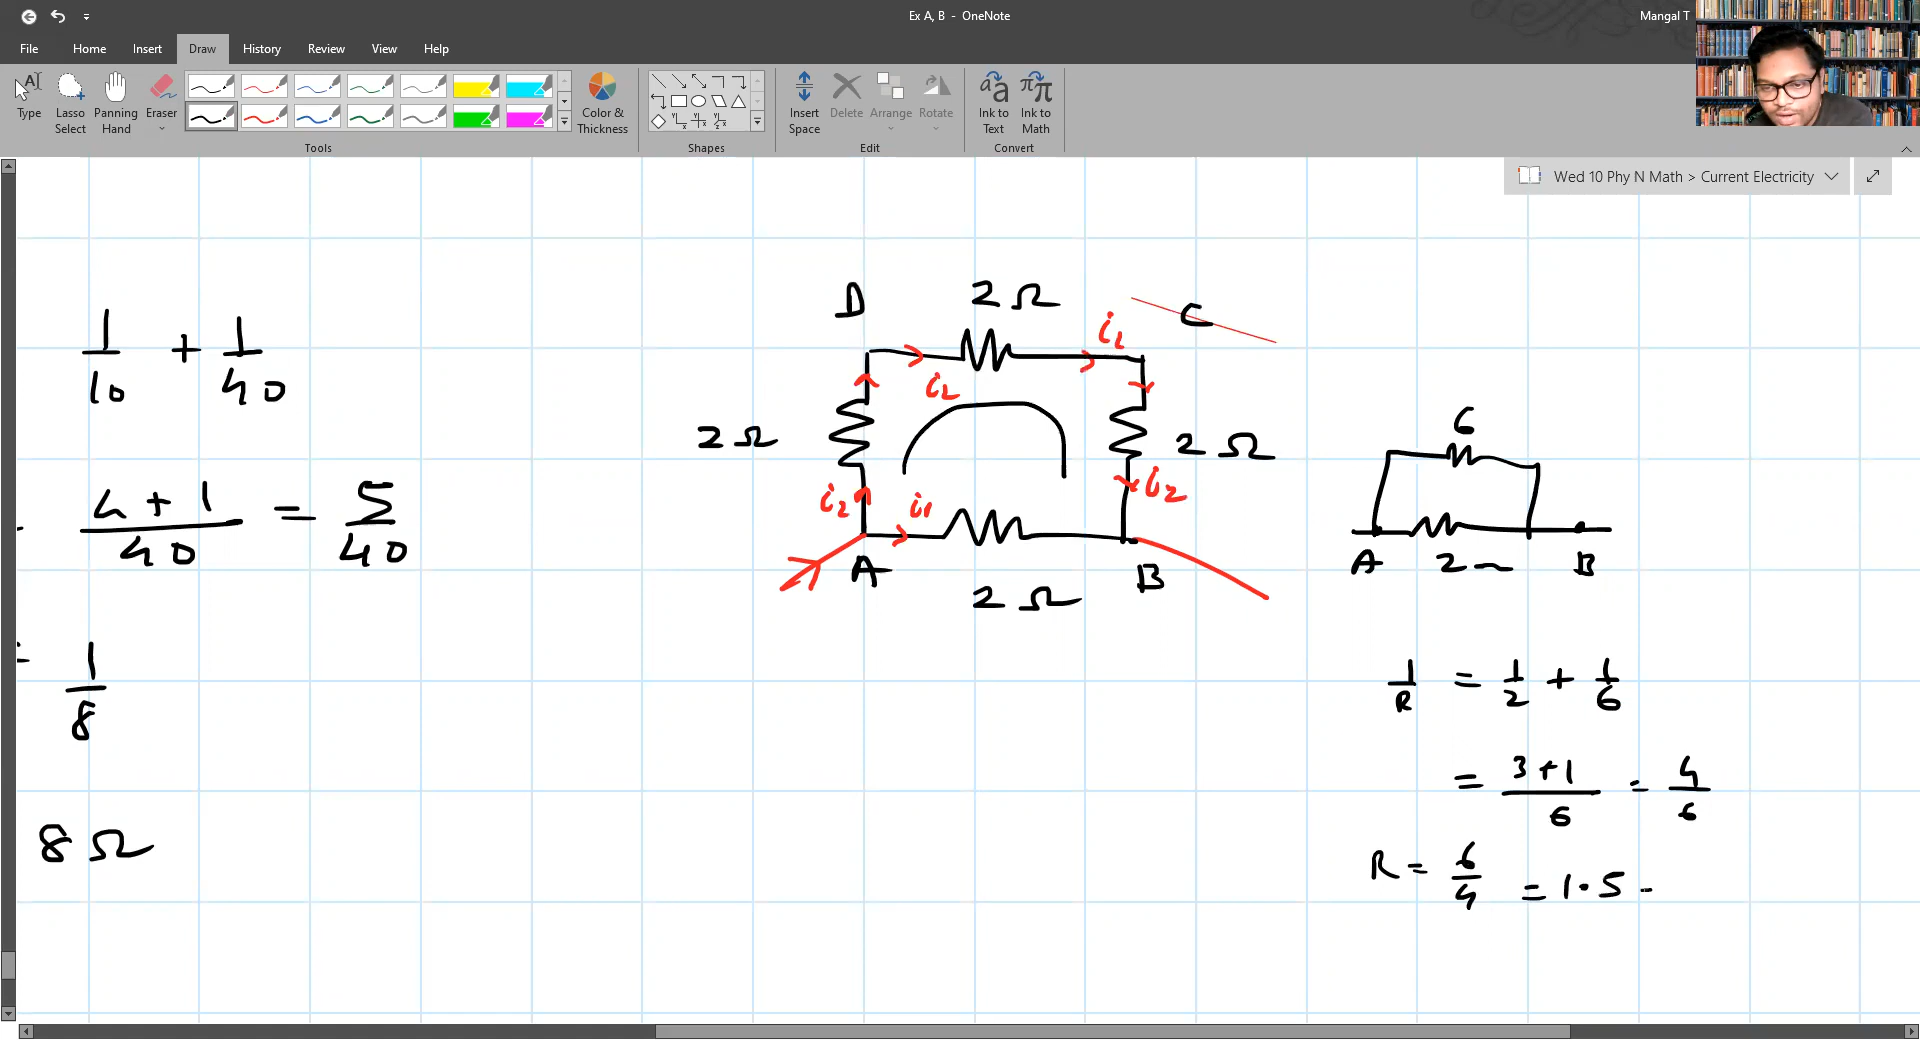 Ex A, B - OneNote
Mangal T
File Home Insert Draw History Review View Help
Type
Lasso Select
Panning Hand
Eraser
Color & Thickness
Insert Space
Delete
Arrange
Rotate
Ink to Text
Ink to Math
Tools
Shapes
Edit
Convert
Wed 10 Phy N Math > Current Electricity
1/10 + 1/40
4+1/40 = 5/40
= 1/8
8 Ω
D
2 Ω
C
i2
i2
2 Ω
2 Ω
i2
i1
i2
A
B
2 Ω
6
A
2
B
1/R = 1/2 + 1/6
= 3+1/6 = 4/6
R = 6/4 = 1.5